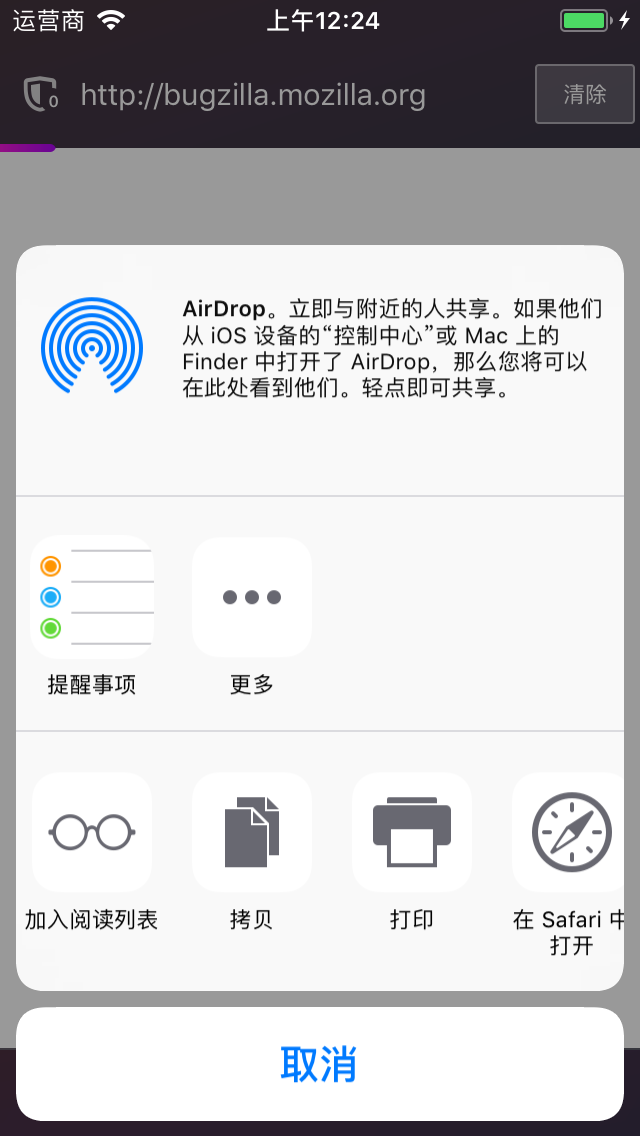 运营商
上午12:24
0
http://bugzilla.mozilla.org
清除
AirDrop。立即与附近的人共享。如果他们
从 iOS 设备的“控制中心”或 Mac 上的
Finder 中打开了 AirDrop，那么您将可以
在此处看到他们。轻点即可共享。
提醒事项
更多
加入阅读列表
拷贝
打印
在 Safari 中
打开
取消